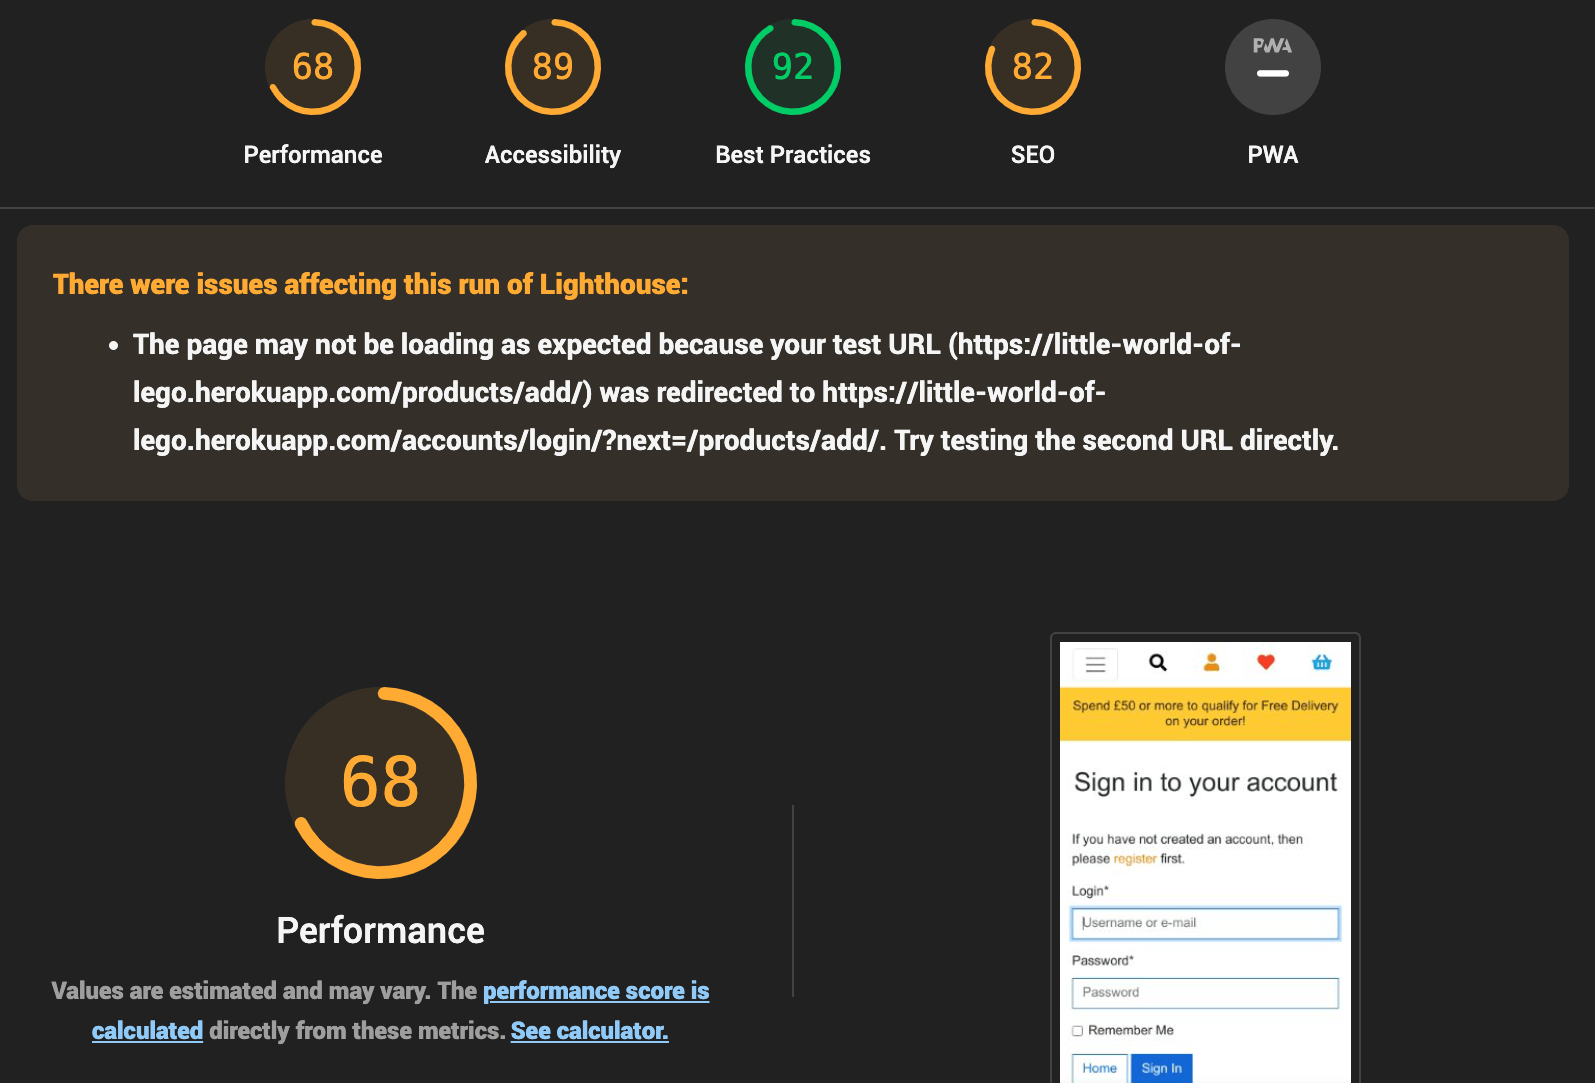 68
89
92
82
PWA
Performance
Accessibility
Best Practices
SEO
PWA
There were issues affecting this run of Lighthouse:
• The page may not be loading as expected because your test URL (https://little-world-of-
lego.herokuapp.com/products/add/) was redirected to https://little-world-of-
lego.herokuapp.com/accounts/login/?next=/products/add/. Try testing the second URL directly.
68
Performance
Values are estimated and may vary. The performance score is
calculated directly from these metrics. See calculator.
Spend £50 or more to qualify for Free Delivery
on your order!
Sign in to your account
If you have not created an account, then
please register first.
Login*
Username or e-mail
Password*
Password
Remember Me
Home
Sign In